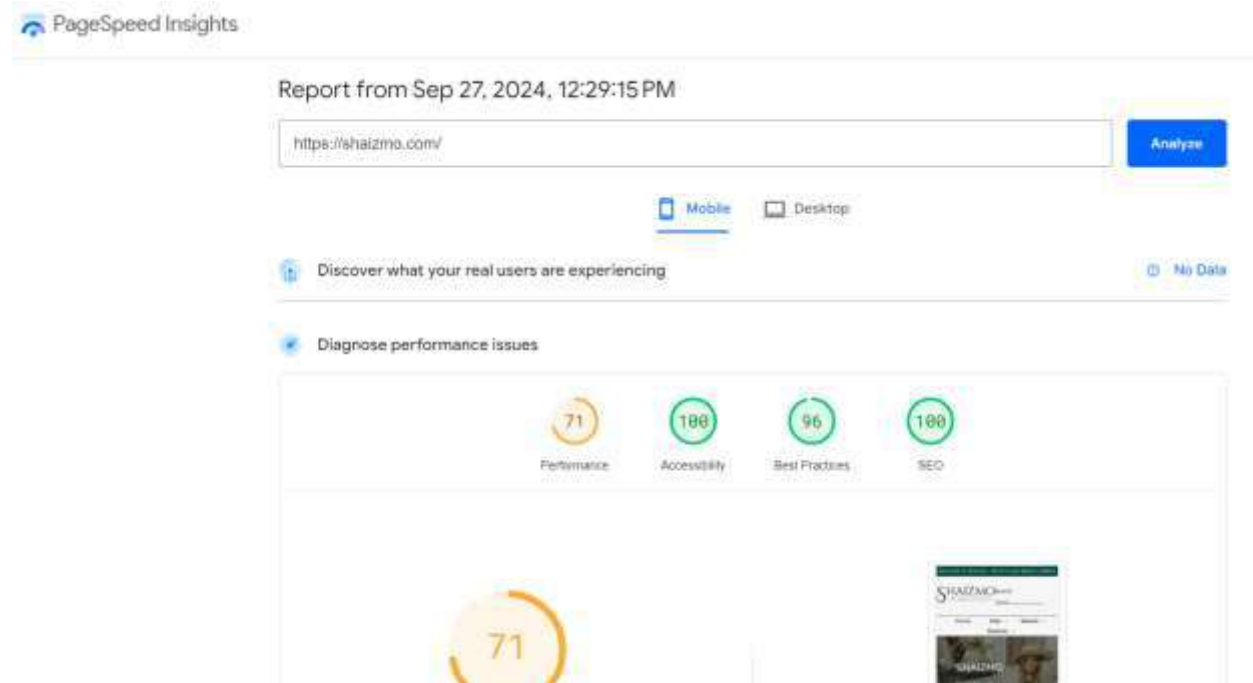 PageSpeed Insights
Report from Sep 27, 2024, 12:29:15 PM
https://shaizmo.com/
Analyze
Mobile
Desktop
Discover what your real users are experiencing
No Data
Diagnose performance issues
71
100
96
100
Performance
Accessibility
Best Practices
SEO
SHAIZMO
71
SHAIZMO